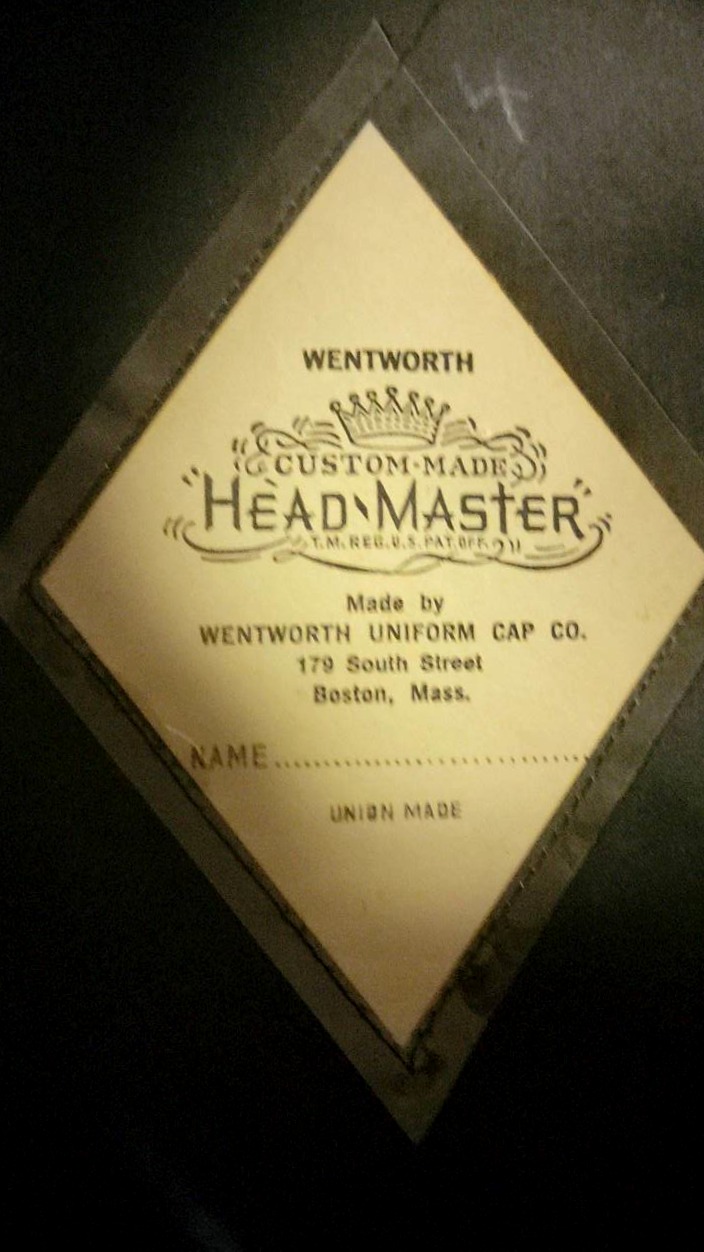 4
WENTWORTH
CUSTOM-MADE
"HEAD-MASTER"
T.M. REG. U.S. PAT. OFF.
Made by
WENTWORTH UNIFORM CAP CO.
179 South Street
Boston, Mass.
NAME..............................
UNION MADE